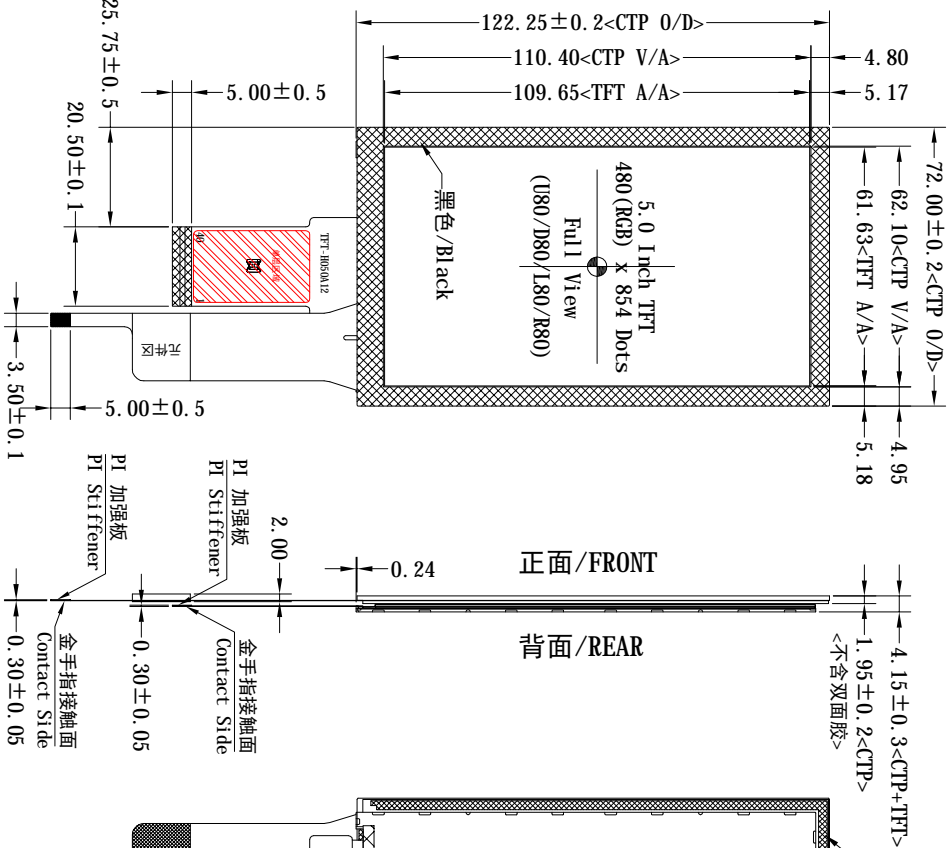 122.25±0.2<CTP O/D>
110.40<CTP V/A>
4.80
109.65<TFT A/A>
5.17
72.00±0.2<CTP O/D>
62.10<CTP V/A>
4.95
61.63<TFT A/A>
5.18
25.75±0.5
5.00±0.5
20.50±0.1
黑色/Black
5.0 Inch TFT
480(RGB) x 854 Dots
Full View
(U80/D80/L80/R80)
TFT-H050A12
40
1
元件区
3.50±0.1
5.00±0.5
PI 加强板
PI Stiffener
PI 加强板
PI Stiffener
2.00
0.24
正面/FRONT
背面/REAR
4.15±0.3<CTP+TFT>
1.95±0.2<CTP>
<不含双面胶>
金手指接触面
Contact Side
0.30±0.05
金手指接触面
Contact Side
0.30±0.05